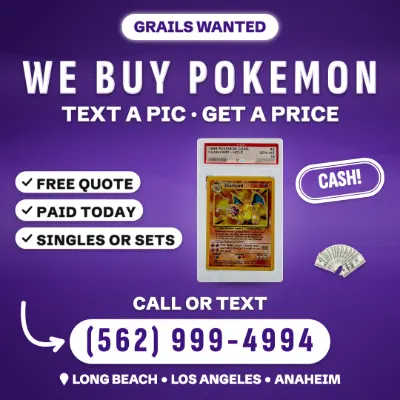 GRAILS WANTED
WE BUY POKEMON
TEXT A PIC • GET A PRICE
FREE QUOTE
PAID TODAY
SINGLES OR SETS
CASH!
Charizard
CALL OR TEXT
(562) 999-4994
LONG BEACH • LOS ANGELES • ANAHEIM